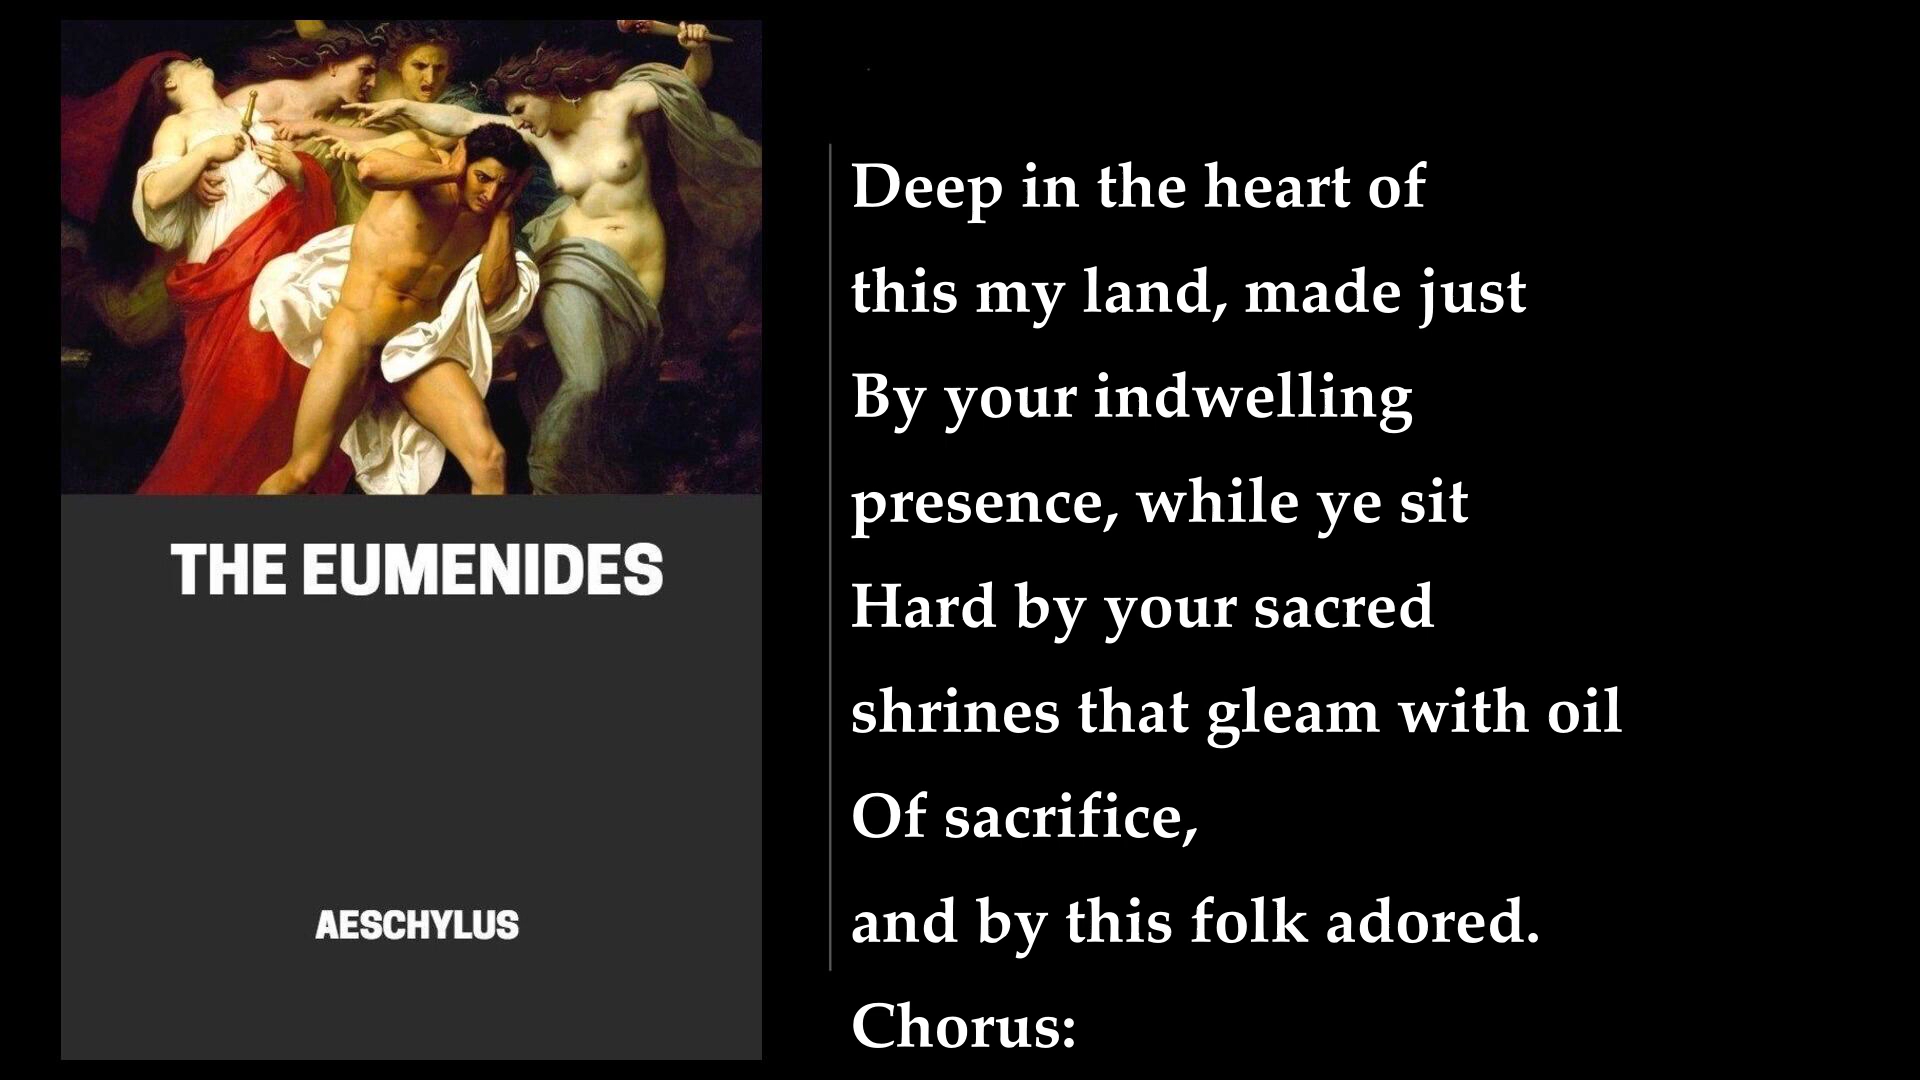 THE EUMENIDES
AESCHYLUS
Deep in the heart of
this my land, made just
By your indwelling
presence, while ye sit
Hard by your sacred
shrines that gleam with oil
Of sacrifice,
and by this folk adored.
Chorus: